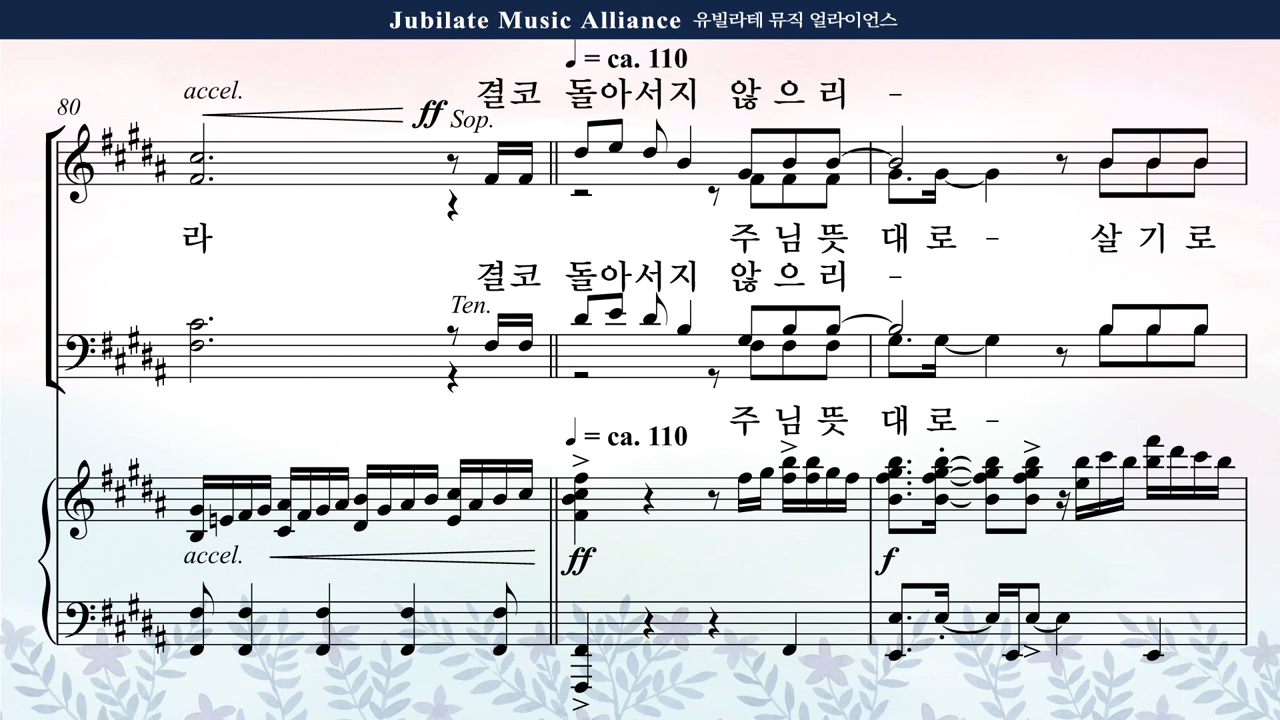 Jubilate Music Alliance 유빌라테 뮤직 얼라이언스
♩ = ca. 110
80 accel. ff Sop. 결코 돌아서지 않으리 -
라 주님뜻 대로 - 살기로
결코 돌아서지 않으리 -
Ten.
주님뜻 대로 -
♩ = ca. 110
accel. ff f